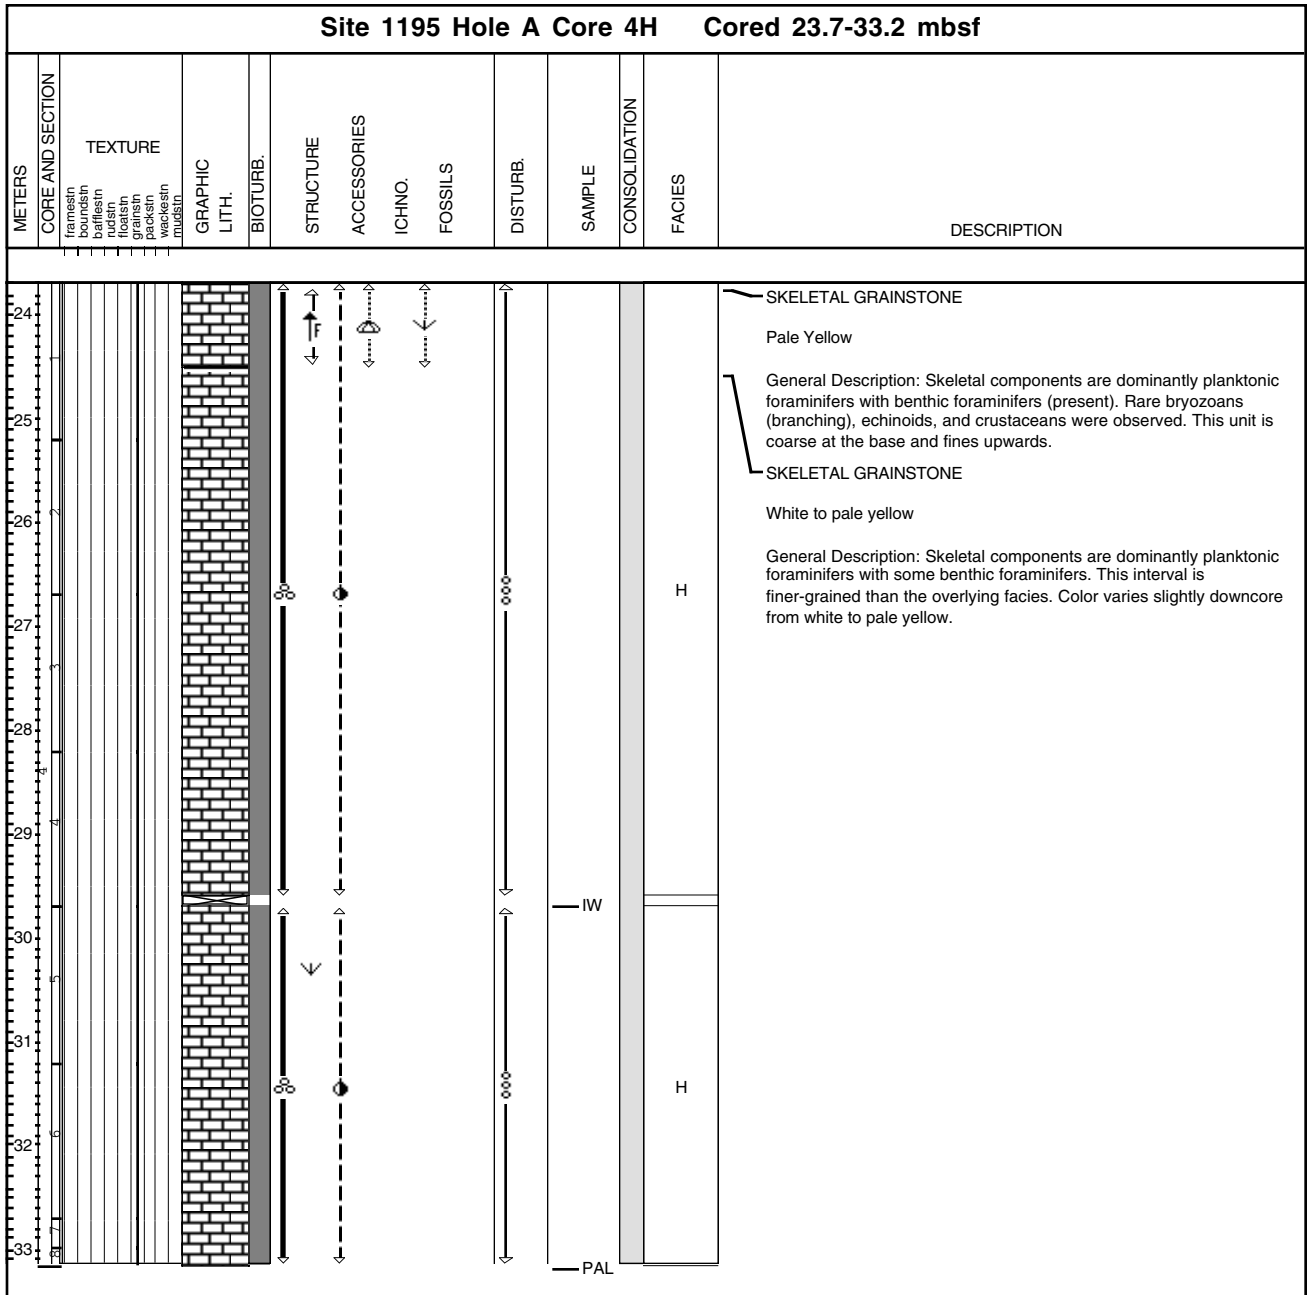 Site 1195 Hole A Core 4H Cored 23.7-33.2 mbsf
METERS
CORE AND SECTION
TEXTURE
framestn
boundstn
bafflestn
rudstn
floatstn
grainstn
packstn
wackestn
mudstn
GRAPHIC
LITH.
BIOTURB.
STRUCTURE
ACCESSORIES
ICHNO.
FOSSILS
DISTURB.
SAMPLE
CONSOLIDATION
FACIES
DESCRIPTION
24
25
26
27
28
29
30
31
32
33
4
1
2
3
4
5
6
7
8
F
IW
PAL
H
H
SKELETAL GRAINSTONE
Pale Yellow
General Description: Skeletal components are dominantly planktonic
foraminifers with benthic foraminifers (present). Rare bryozoans
(branching), echinoids, and crustaceans were observed. This unit is
coarse at the base and fines upwards.
SKELETAL GRAINSTONE
White to pale yellow
General Description: Skeletal components are dominantly planktonic
foraminifers with some benthic foraminifers. This interval is
finer-grained than the overlying facies. Color varies slightly downcore
from white to pale yellow.